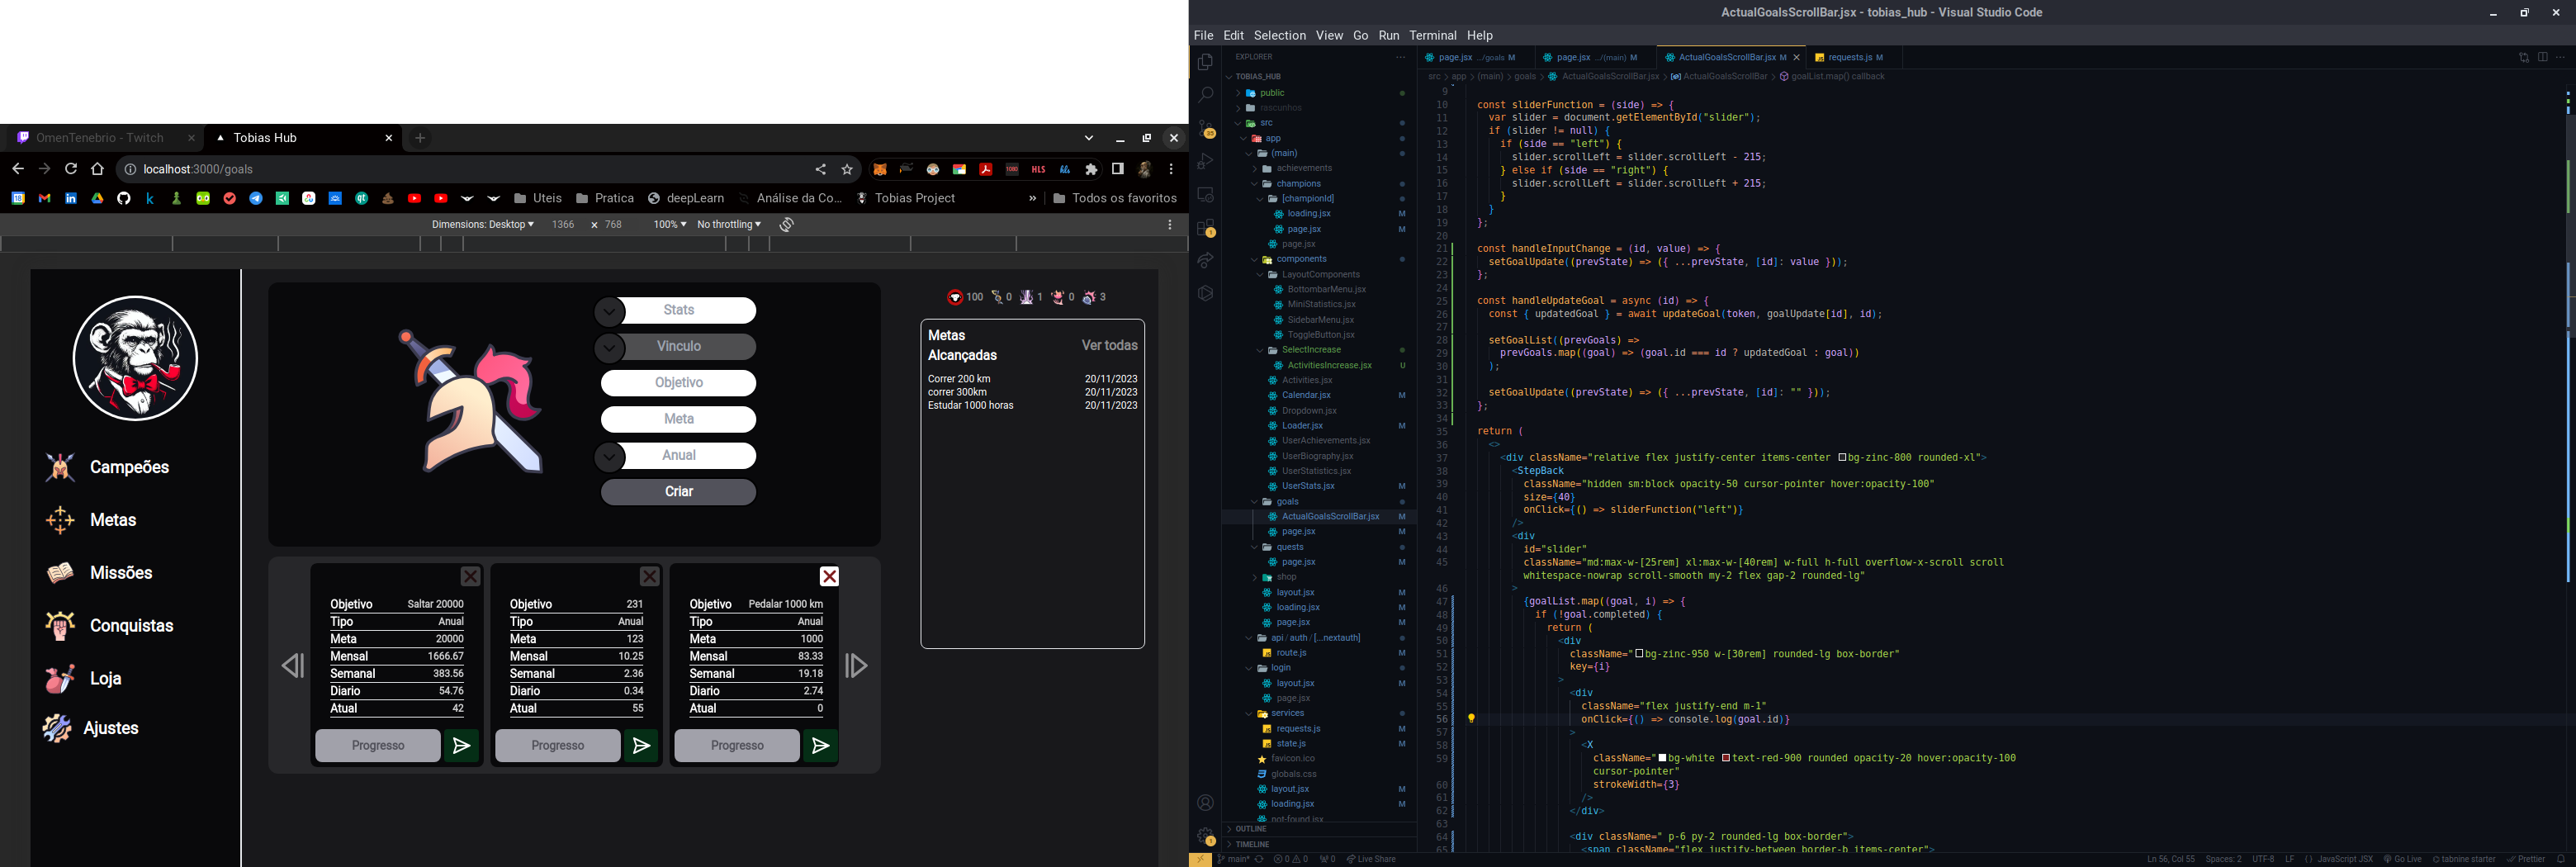 OmenTenebrio - Twitch
Tobias Hub
localhost:3000/goals
Uteis
Pratica
deepLearn
Análise da Co...
Tobias Project
»
Todos os favoritos
Dimensions: Desktop
1366 × 768
100%
No throttling
Campeões
Metas
Missões
Conquistas
Loja
Ajustes
Stats
Vinculo
Objetivo
Meta
Anual
Criar
100 0 1 0 3
Metas Alcançadas
Ver todas
Correr 200 km 20/11/2023
correr 300km 20/11/2023
Estudar 1000 horas 20/11/2023
Objetivo Saltar 20000
Tipo Anual
Meta 20000
Mensal 1666.67
Semanal 383.56
Diario 54.76
Atual 42
Progresso
Objetivo 231
Tipo Anual
Meta 123
Mensal 10.25
Semanal 2.36
Diario 0.34
Atual 55
Progresso
Objetivo Pedalar 1000 km
Tipo Anual
Meta 1000
Mensal 83.33
Semanal 19.18
Diario 2.74
Atual 0
Progresso
ActualGoalsScrollBar.jsx - tobias_hub - Visual Studio Code
File Edit Selection View Go Run Terminal Help
EXPLORER
TOBIAS_HUB
public
rascunhos
src
app
(main)
achievements
champions
[championId]
loading.jsx M
page.jsx M
page.jsx
components
LayoutComponents
BottombarMenu.jsx
MiniStatistics.jsx
SidebarMenu.jsx
ToggleButton.jsx
SelectIncrease
ActivitiesIncrease.jsx U
Activities.jsx
Calendar.jsx M
Dropdown.jsx
Loader.jsx M
UserAchievements.jsx
UserBiography.jsx
UserStatistics.jsx
UserStats.jsx M
goals
ActualGoalsScrollBar.jsx M
page.jsx M
quests
page.jsx M
shop
layout.jsx M
loading.jsx M
page.jsx M
api / auth / [...nextauth]
route.js M
login
layout.jsx M
page.jsx
services
requests.js M
state.js M
favicon.ico
globals.css
layout.jsx M
loading.jsx M
not-found.jsx
OUTLINE
TIMELINE
page.jsx .../goals M
page.jsx .../(main) M
ActualGoalsScrollBar.jsx M
requests.js M
src > app > (main) > goals > ActualGoalsScrollBar.jsx > ActualGoalsScrollBar > goalList.map() callback
9
10 const sliderFunction = (side) => {
11 var slider = document.getElementById("slider");
12 if (slider != null) {
13 if (side == "left") {
14 slider.scrollLeft = slider.scrollLeft - 215;
15 } else if (side == "right") {
16 slider.scrollLeft = slider.scrollLeft + 215;
17 }
18 }
19 };
20
21 const handleInputChange = (id, value) => {
22 setGoalUpdate((prevState) => ({ ...prevState, [id]: value }));
23 };
24
25 const handleUpdateGoal = async (id) => {
26 const { updatedGoal } = await updateGoal(token, goalUpdate[id], id);
27
28 setGoalList((prevGoals) =>
29 prevGoals.map((goal) => (goal.id === id ? updatedGoal : goal))
30 );
31
32 setGoalUpdate((prevState) => ({ ...prevState, [id]: "" }));
33 };
34
35 return (
36 <>
37 <div className="relative flex justify-center items-center bg-zinc-800 rounded-xl">
38 <StepBack
39 className="hidden sm:block opacity-50 cursor-pointer hover:opacity-100"
40 size={40}
41 onClick={() => sliderFunction("left")}
42 />
43 <div
44 id="slider"
45 className="md:max-w-[25rem] xl:max-w-[40rem] w-full h-full overflow-x-scroll scroll
whitespace-nowrap scroll-smooth my-2 flex gap-2 rounded-lg"
46 >
47 {goalList.map((goal, i) => {
48 if (!goal.completed) {
49 return (
50 <div
51 className=" bg-zinc-950 w-[30rem] rounded-lg box-border"
52 key={i}
53 >
54 <div
55 className="flex justify-end m-1"
56 onClick={() => console.log(goal.id)}
57 >
58 <X
59 className=" bg-white text-red-900 rounded opacity-20 hover:opacity-100
cursor-pointer"
60 strokeWidth={3}
61 />
62 </div>
63
64 <div className=" p-6 py-2 rounded-lg box-border">
65 <span className="flex justify-between border-b items-center">
main* 0 0 0 Live Share
Ln 56, Col 55 Spaces: 2 UTF-8 LF JavaScript JSX Go Live tabnine starter Prettier